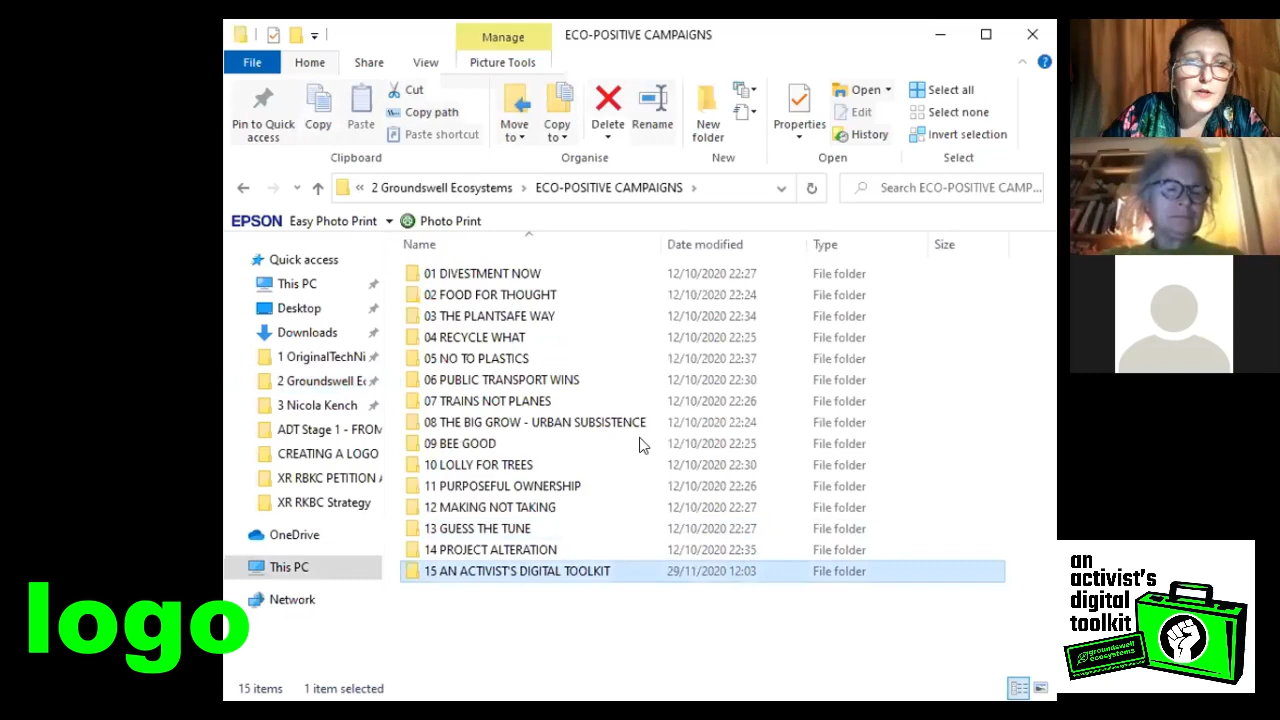 Manage
ECO-POSITIVE CAMPAIGNS
File
Home
Share
View
Picture Tools
Pin to Quick access
Copy
Paste
Cut
Copy path
Paste shortcut
Move to
Copy to
Delete
Rename
New folder
Properties
Open
Edit
History
Select all
Select none
Invert selection
Clipboard
Organise
New
Open
Select
« 2 Groundswell Ecosystems > ECO-POSITIVE CAMPAIGNS >
Search ECO-POSITIVE CAMP...
EPSON Easy Photo Print Photo Print
Name Date modified Type Size
Quick access
This PC
Desktop
Downloads
1 OriginalTechNi
2 Groundswell Ec
3 Nicola Kench
ADT Stage 1 - FROM
CREATING A LOGO
XR RBKC PETITION A
XR RKBC Strategy
OneDrive
This PC
Network
01 DIVESTMENT NOW 12/10/2020 22:27 File folder
02 FOOD FOR THOUGHT 12/10/2020 22:24 File folder
03 THE PLANTSAFE WAY 12/10/2020 22:34 File folder
04 RECYCLE WHAT 12/10/2020 22:25 File folder
05 NO TO PLASTICS 12/10/2020 22:37 File folder
06 PUBLIC TRANSPORT WINS 12/10/2020 22:30 File folder
07 TRAINS NOT PLANES 12/10/2020 22:26 File folder
08 THE BIG GROW - URBAN SUBSISTENCE 12/10/2020 22:24 File folder
09 BEE GOOD 12/10/2020 22:25 File folder
10 LOLLY FOR TREES 12/10/2020 22:30 File folder
11 PURPOSEFUL OWNERSHIP 12/10/2020 22:26 File folder
12 MAKING NOT TAKING 12/10/2020 22:27 File folder
13 GUESS THE TUNE 12/10/2020 22:27 File folder
14 PROJECT ALTERATION 12/10/2020 22:35 File folder
15 AN ACTIVIST'S DIGITAL TOOLKIT 29/11/2020 12:03 File folder
15 items 1 item selected
logo
an
activist's
digital
toolkit
groundswell
ecosystems